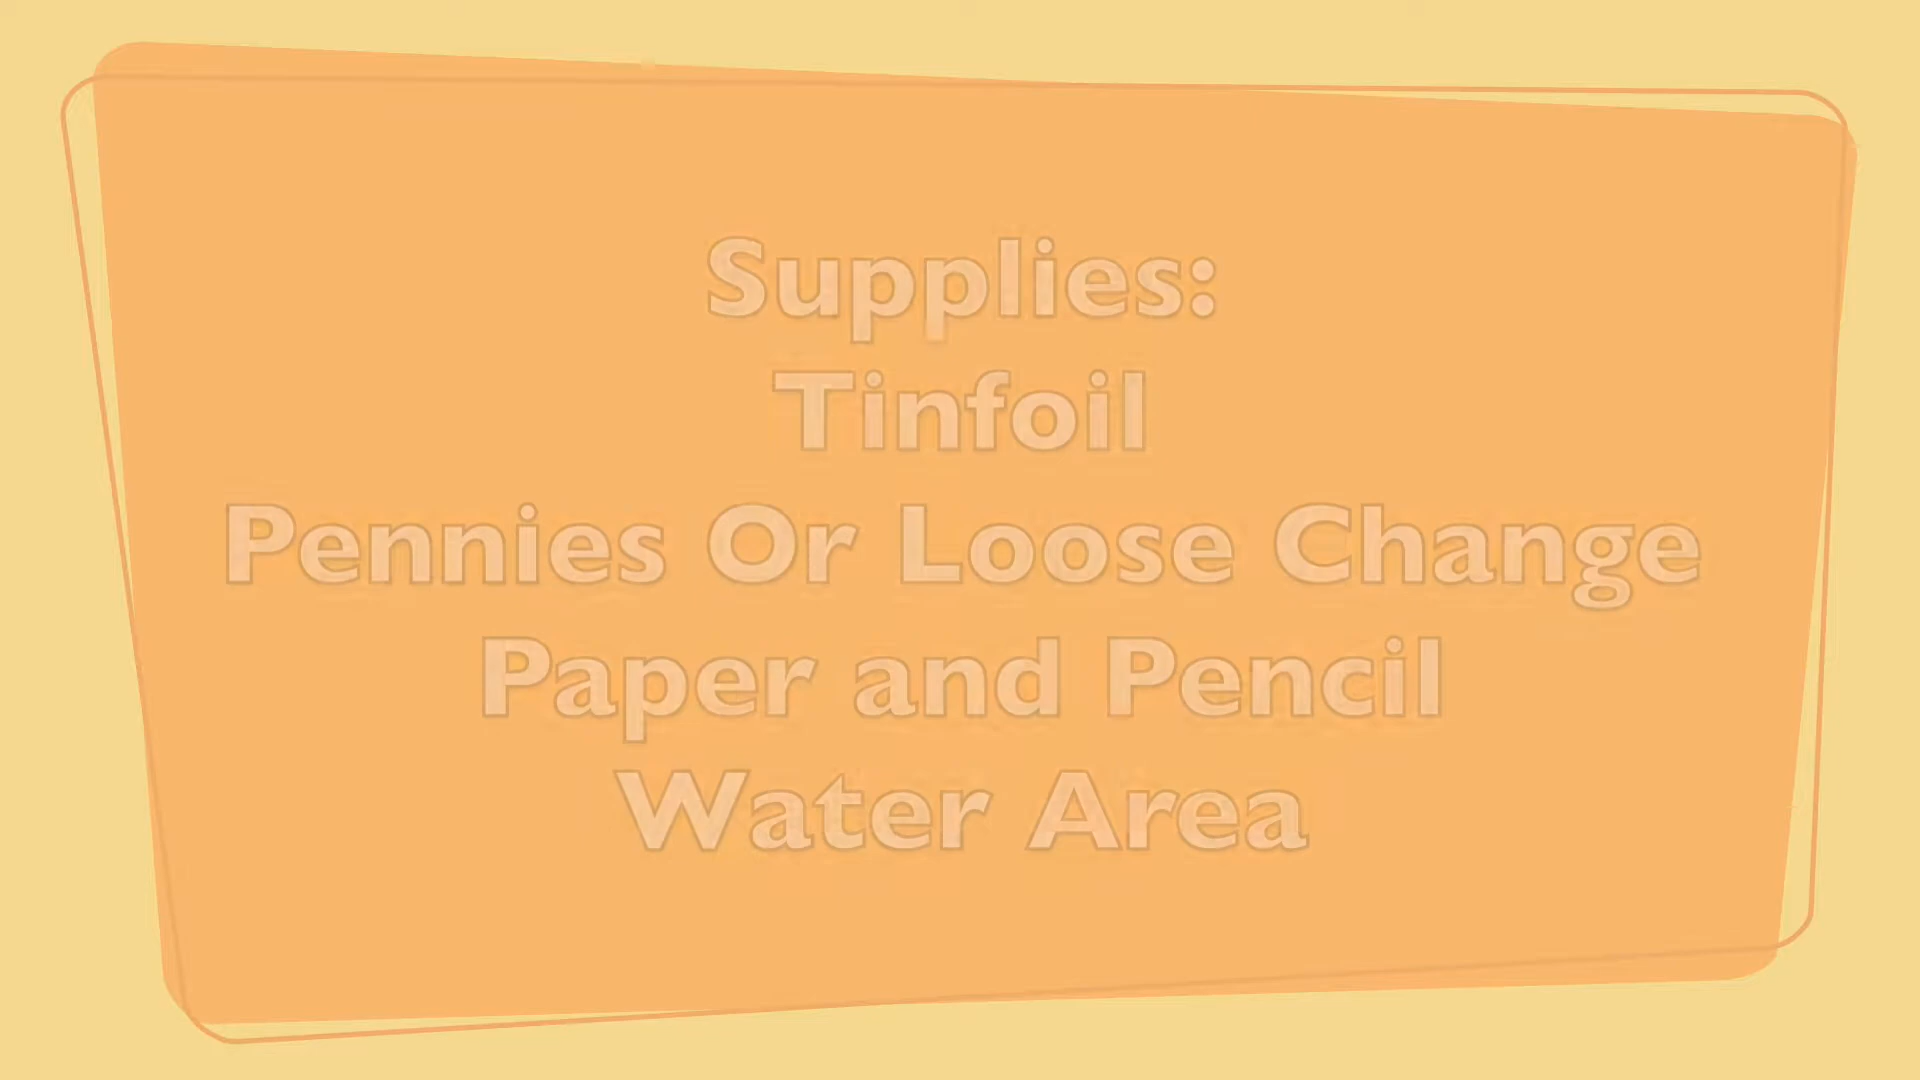 Supplies:
Tinfoil
Pennies Or Loose Change
Paper and Pencil
Water Area